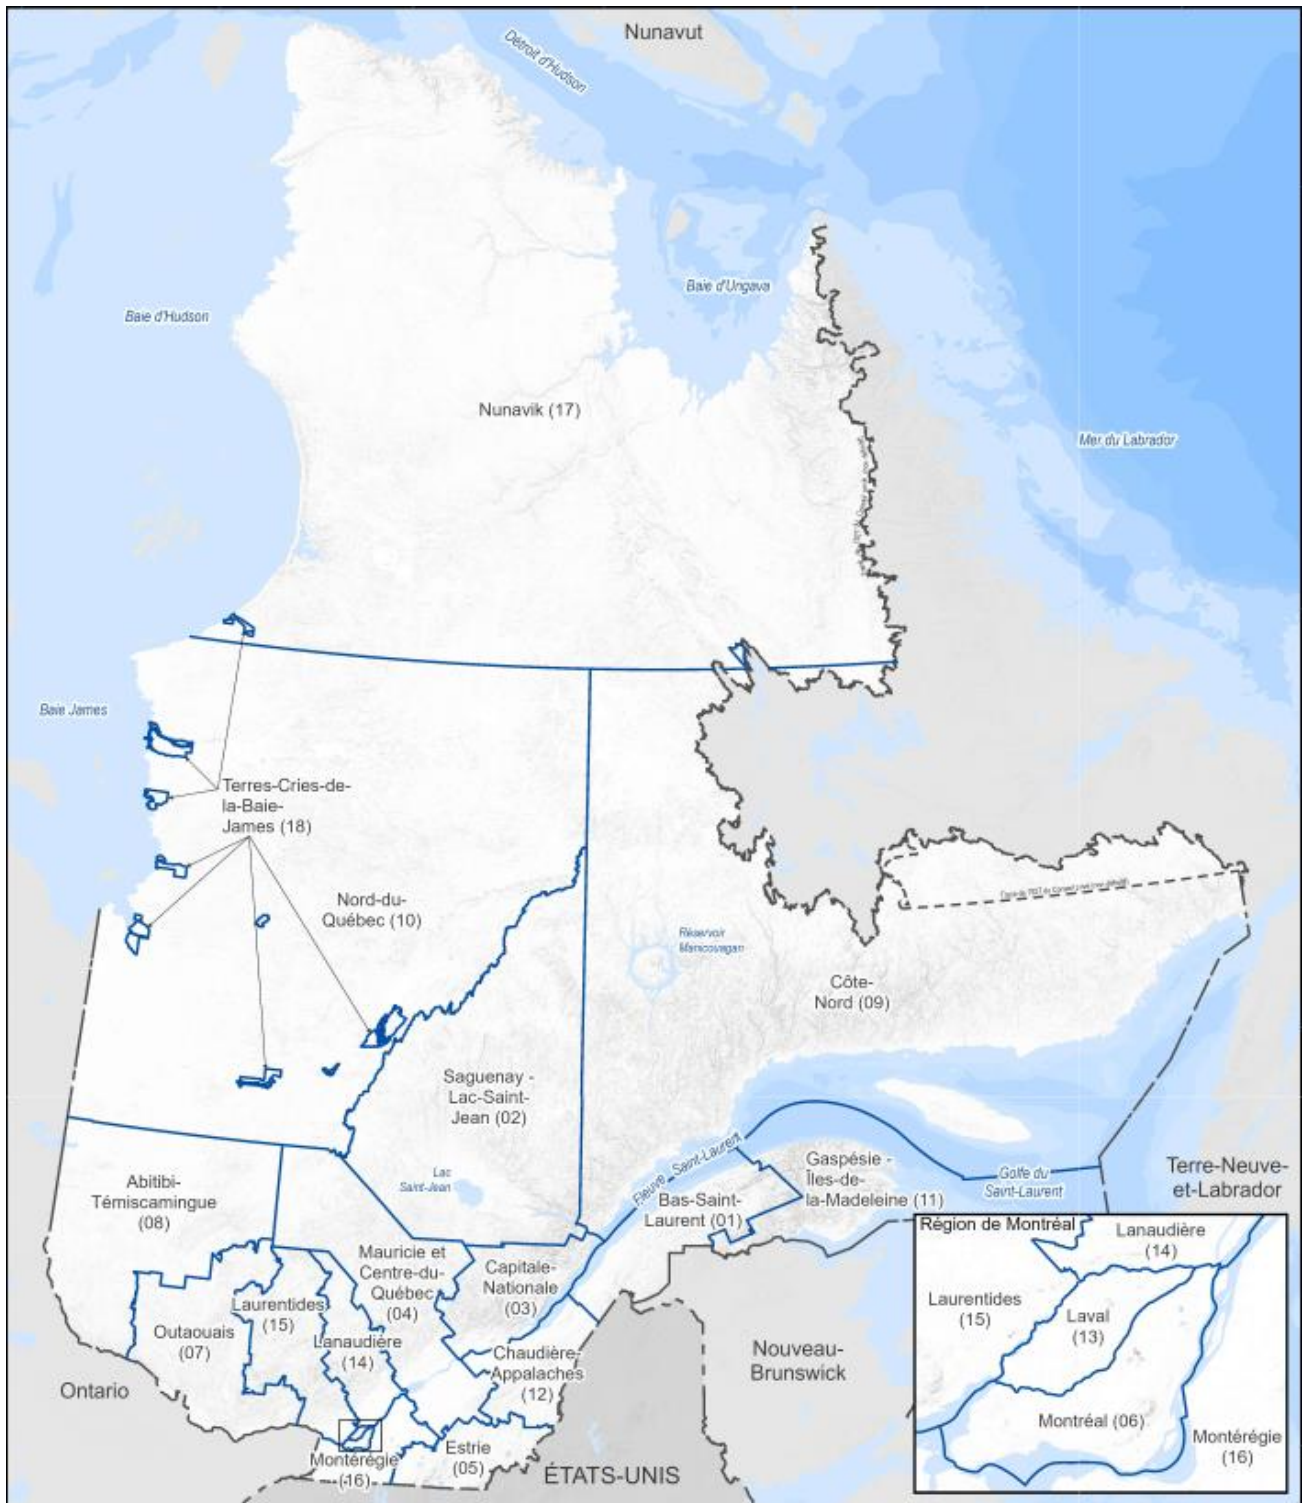 Nunavut
Détroit d'Hudson
Baie d'Ungava
Baie d'Hudson
Nunavik (17)
Mer du Labrador
Baie James
Terres-Cries-de-
la-Baie-
James (18)
Nord-du-
Québec (10)
Réservoir
Manicouagan
Côte-
Nord (09)
Saguenay -
Lac-Saint-
Jean (02)
Lac
Saint-Jean
Abitibi-
Témiscamingue
(08)
Fleuve Saint-Laurent
Gaspésie -
Îles-de-
la-Madeleine (11)
Golfe du
Saint-Laurent
Terre-Neuve-
et-Labrador
Bas-Saint-
Laurent (01)
Mauricie et
Centre-du-
Québec
(04)
Capitale-
Nationale
(03)
Laurentides
(15)
Outaouais
(07)
Lanaudière
(14)
Chaudière-
Appalaches
(12)
Nouveau-
Brunswick
Ontario
Estrie
(05)
Montérégie
(16)
ÉTATS-UNIS
Région de Montréal
Lanaudière
(14)
Laurentides
(15)
Laval
(13)
Montréal (06)
Montérégie
(16)